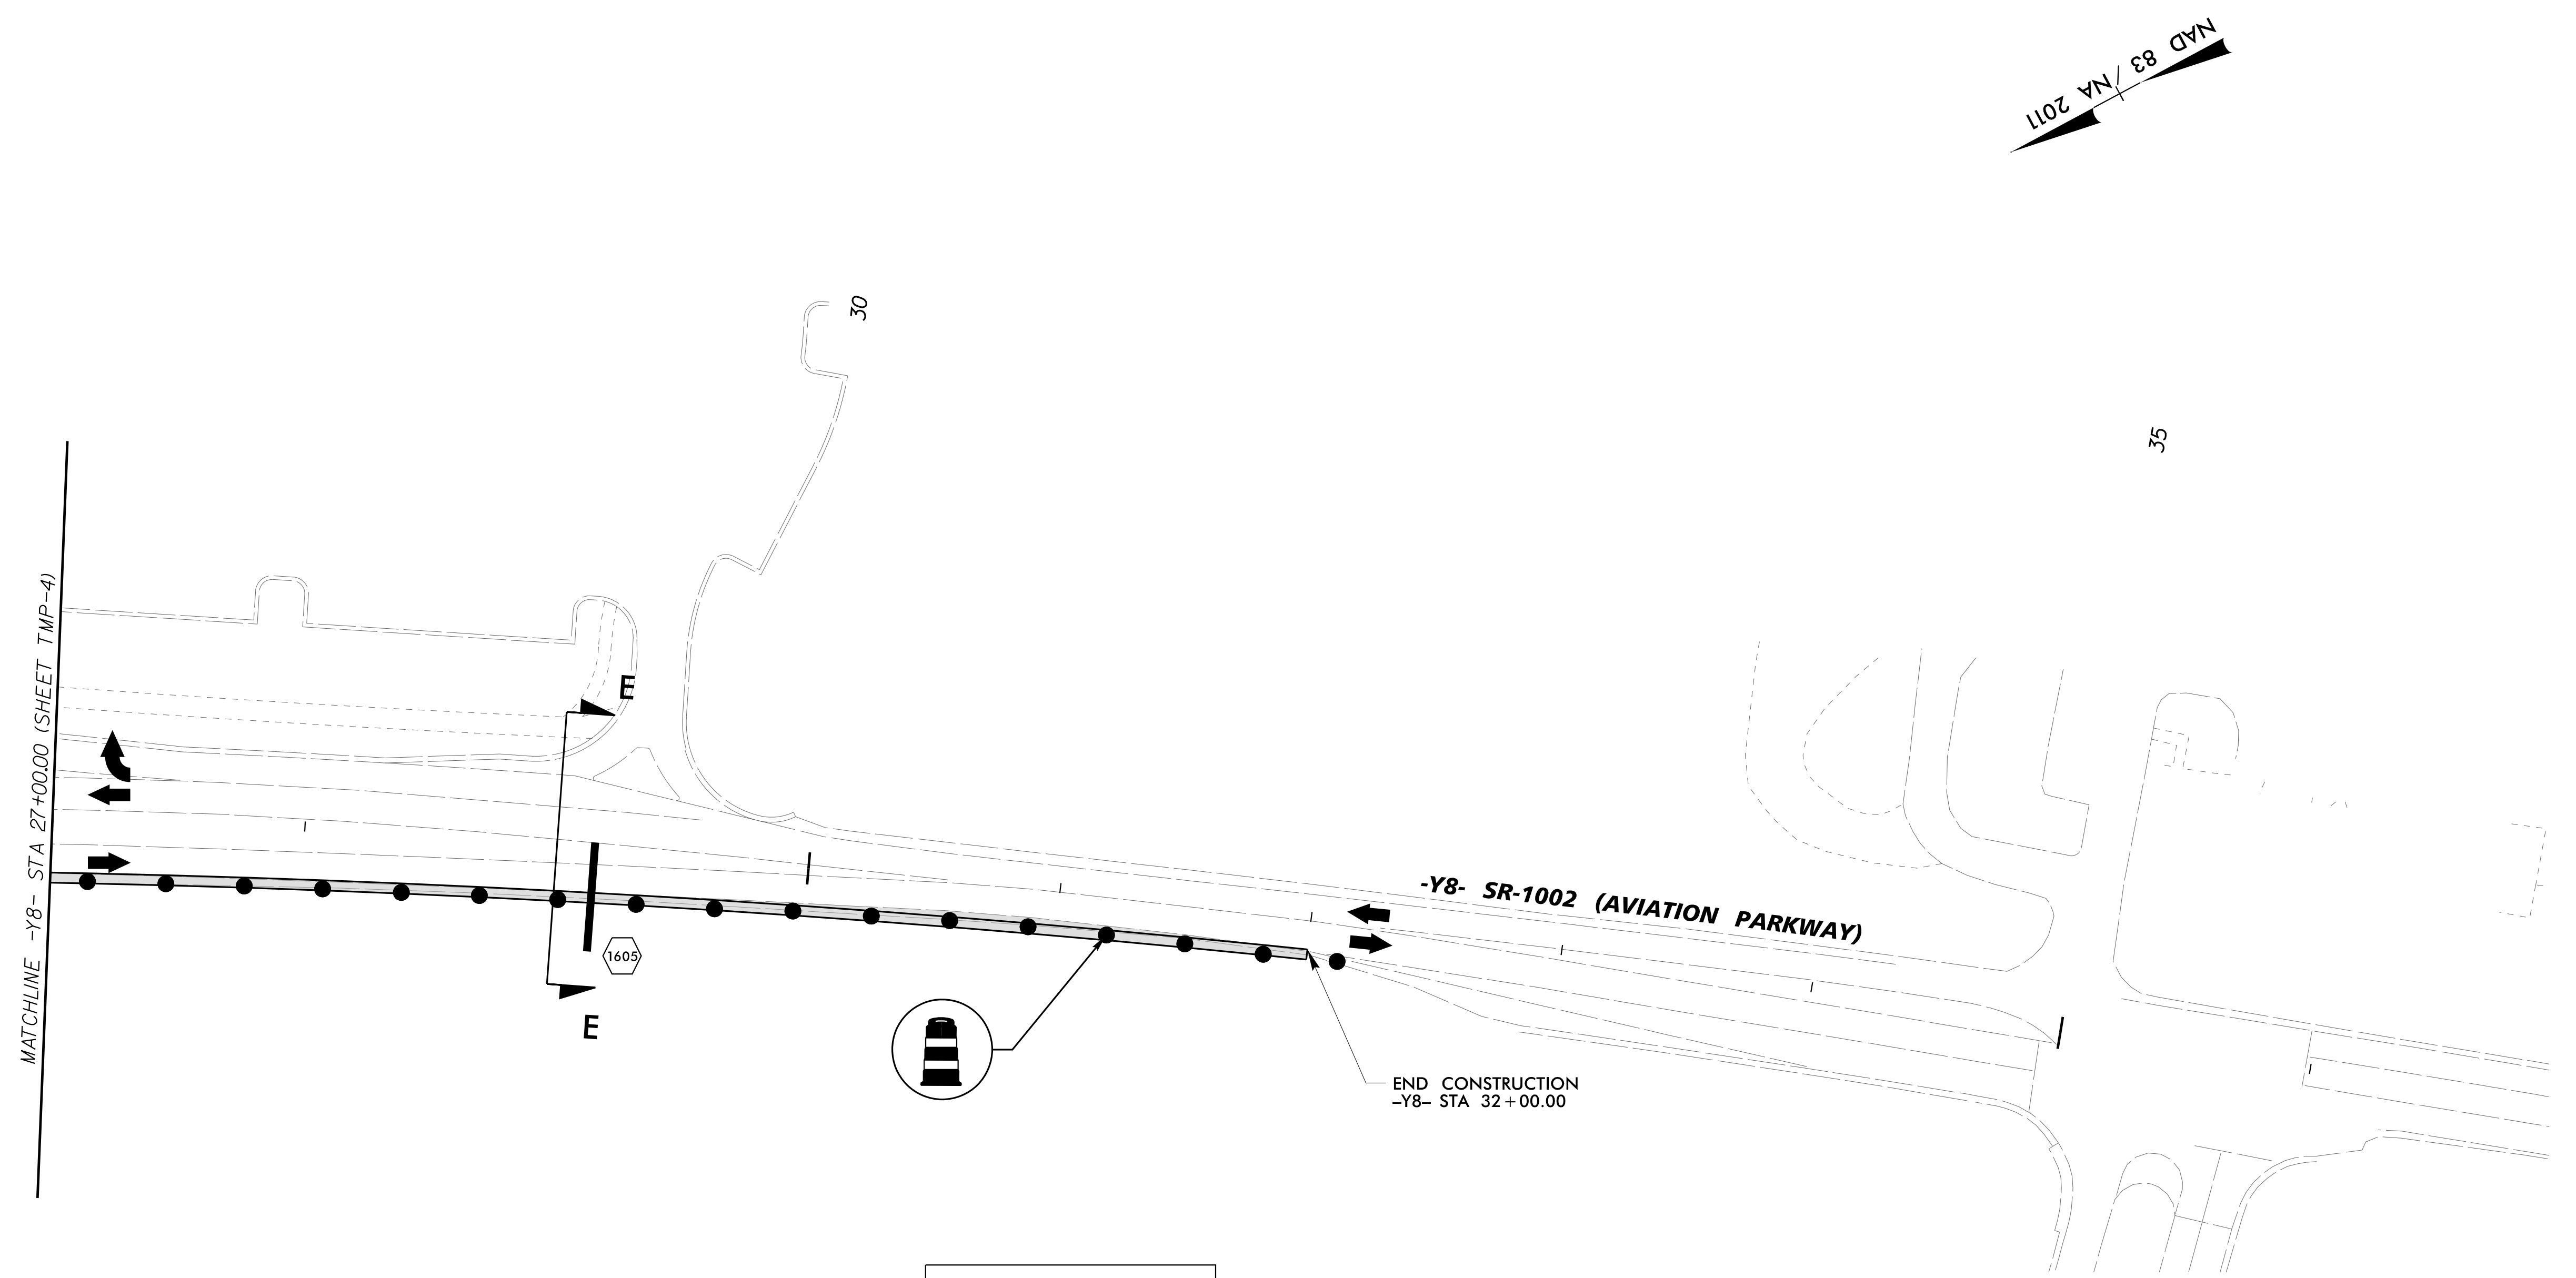 NAD 83 / NA 2011
30
35
MATCHLINE -Y8- STA 27+00.00 (SHEET TMP-4)
E
-Y8- SR-1002 (AVIATION PARKWAY)
1605
E
END CONSTRUCTION
-Y8- STA 32+00.00